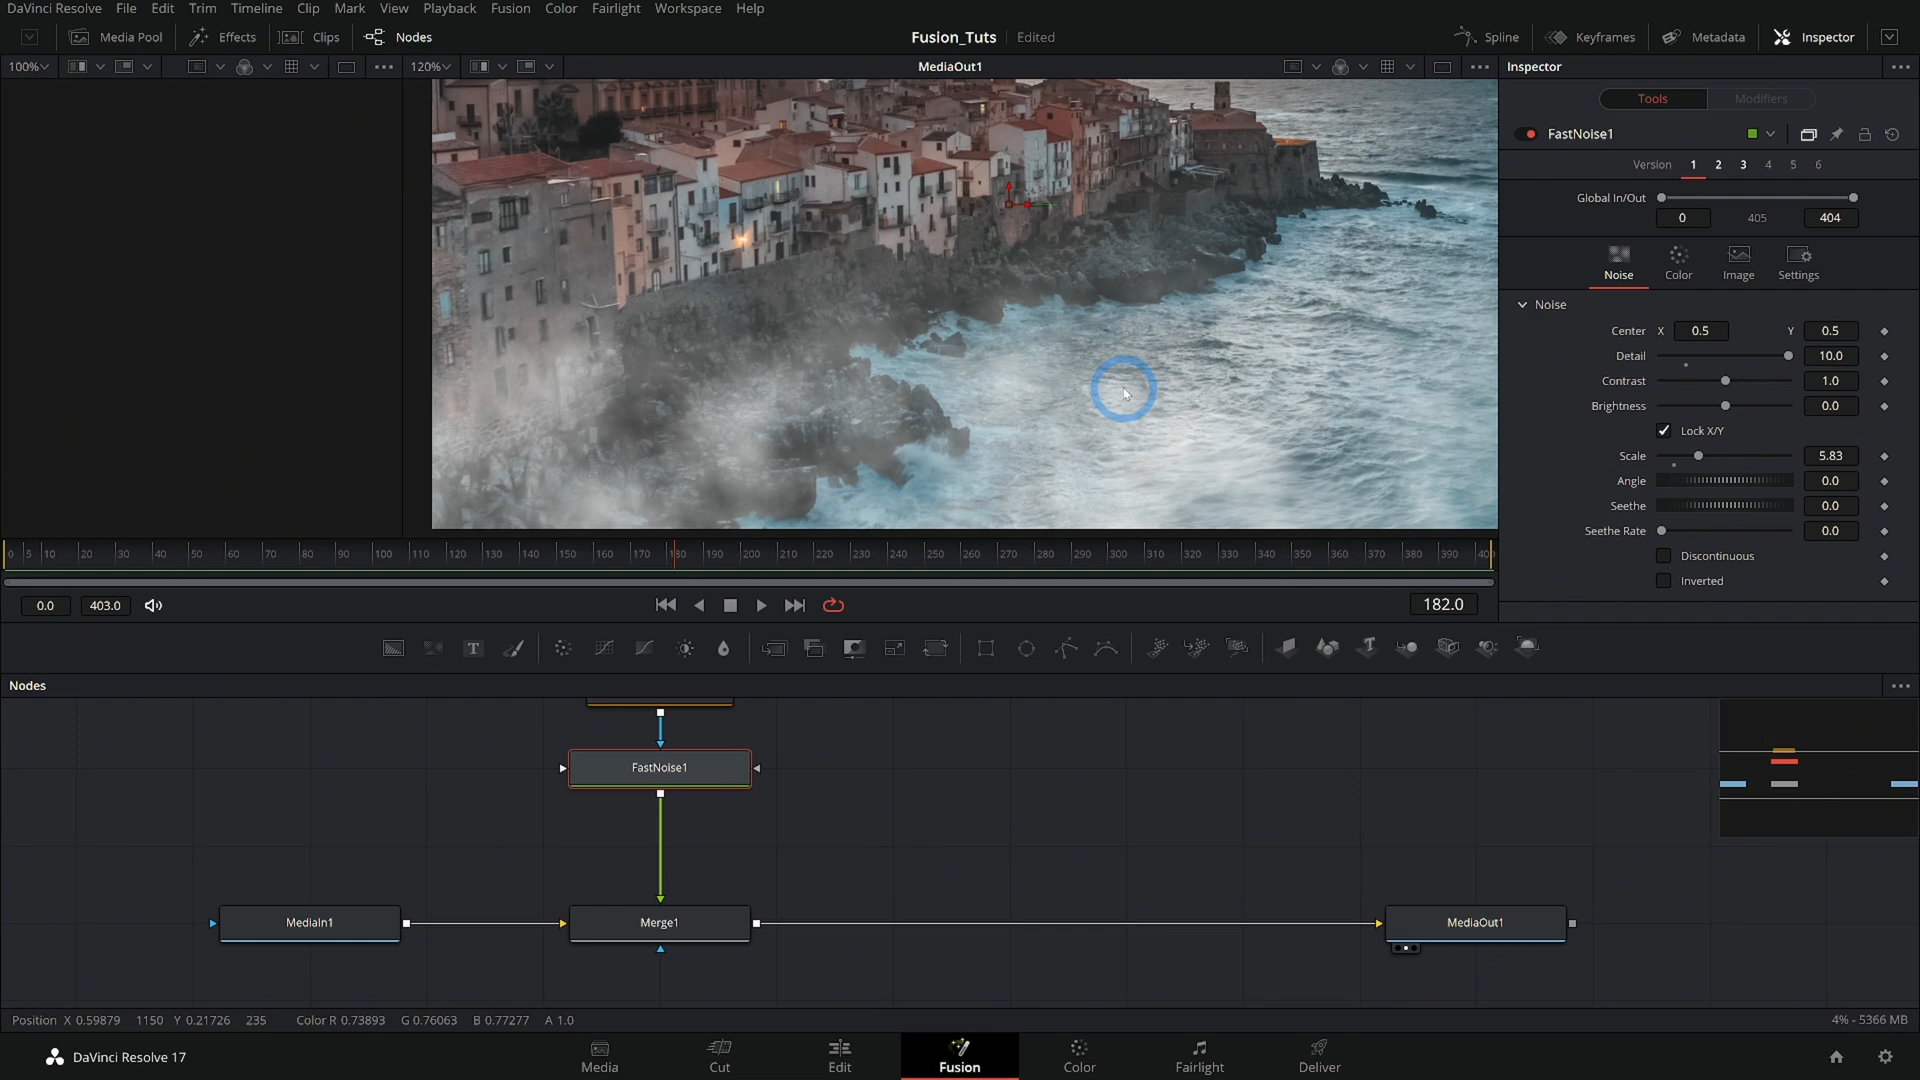 DaVinci Resolve File Edit Trim Timeline Clip Mark View Playback Fusion Color Fairlight Workspace Help
Media Pool Effects Clips Nodes Fusion_Tuts Edited Spline Keyframes Metadata Inspector
100% 120% MediaOut1 Inspector
Tools Modifiers
FastNoise1
Version 1 2 3 4 5 6
Global In/Out
0 405 404
Noise Color Image Settings
Noise
Center X 0.5 Y 0.5
Detail 10.0
Contrast 1.0
Brightness 0.0
Lock X/Y
Scale 5.83
Angle 0.0
Seethe 0.0
Seethe Rate 0.0
Discontinuous
Inverted
0 5 10 20 30 40 50 60 70 80 90 100 110 120 130 140 150 160 170 180 190 200 210 220 230 240 250 260 270 280 290 300 310 320 330 340 350 360 370 380 390 400
0.0 403.0 182.0
T T
Nodes
FastNoise1
MediaIn1 Merge1 MediaOut1
Position X 0.59879 1150 Y 0.21726 235 Color R 0.73893 G 0.76063 B 0.77277 A 1.0 4% - 5366 MB
DaVinci Resolve 17 Media Cut Edit Fusion Color Fairlight Deliver